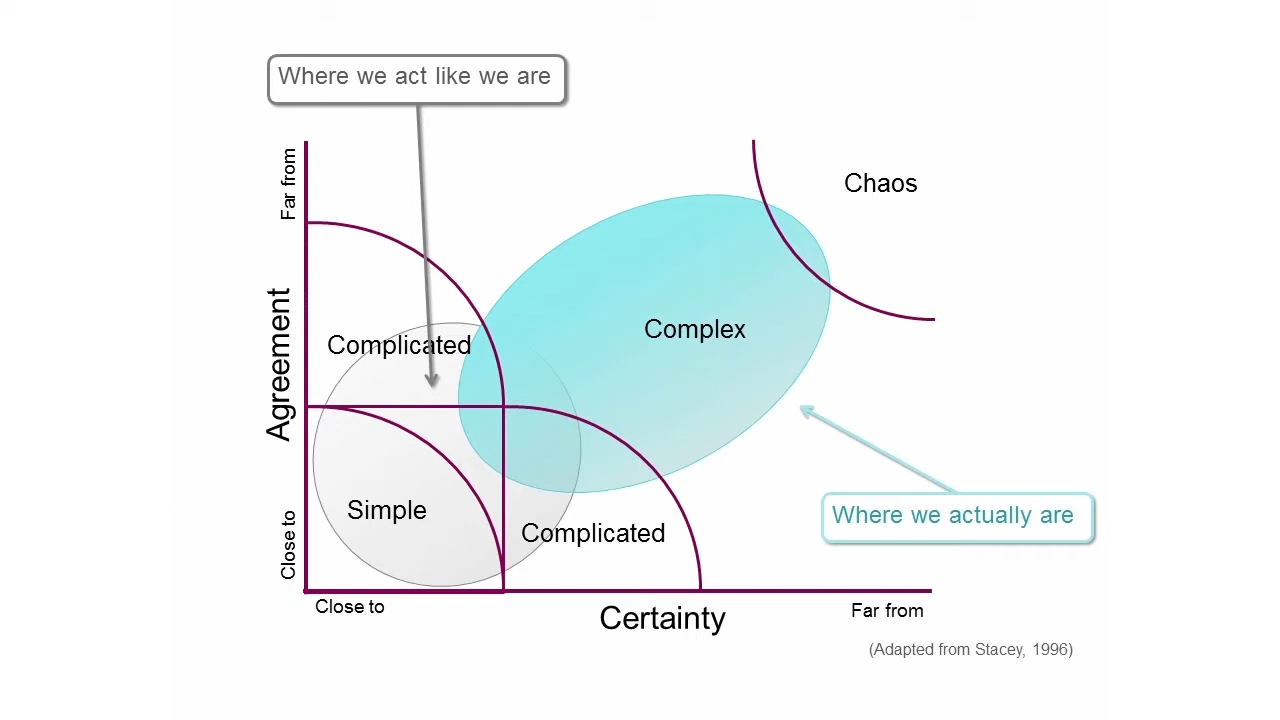 Where we act like we are
Far from
Chaos
Agreement
Complicated
Complex
Simple
Complicated
Where we actually are
Close to
Close to
Certainty
Far from
(Adapted from Stacey, 1996)